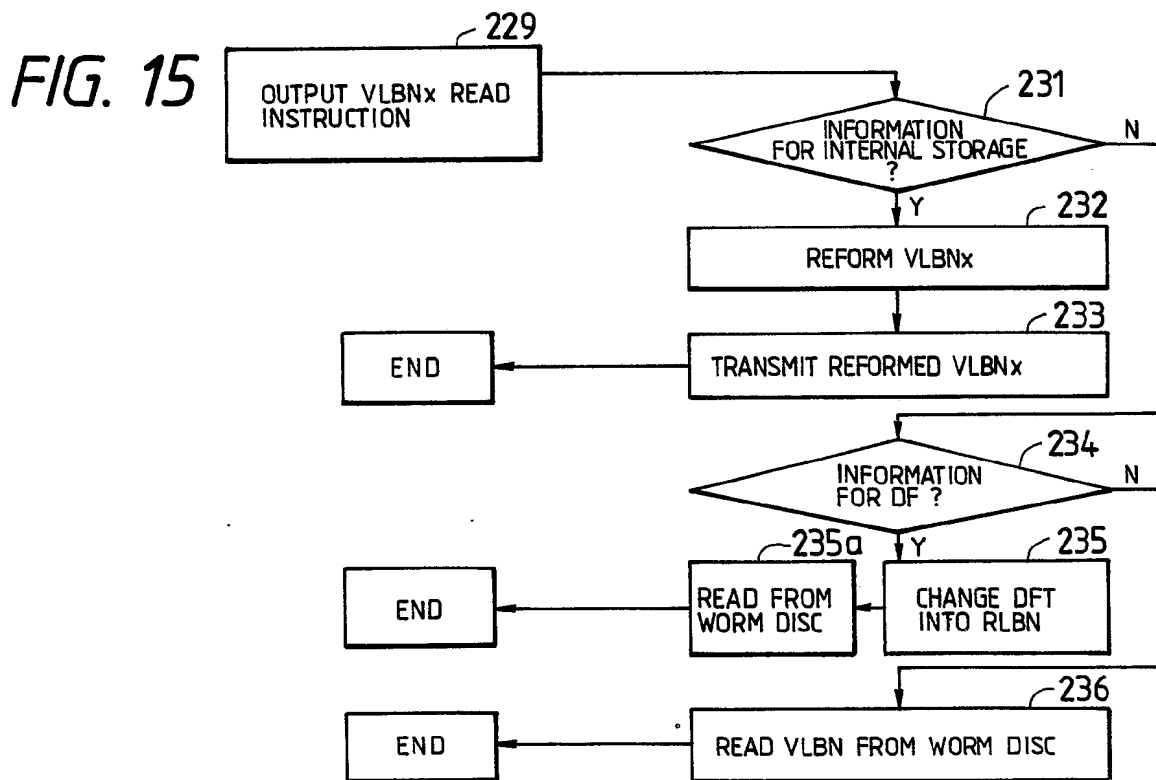 FIG. 15
229
OUTPUT VLBNx READ
INSTRUCTION
231
INFORMATION
FOR INTERNAL STORAGE
?
N
Y
232
REFORM VLBNx
233
TRANSMIT REFORMED VLBNx
END
234
INFORMATION
FOR DF ?
N
Y
235a
235
READ FROM
WORM DISC
CHANGE DFT
INTO RLBN
END
236
READ VLBN FROM WORM DISC
END